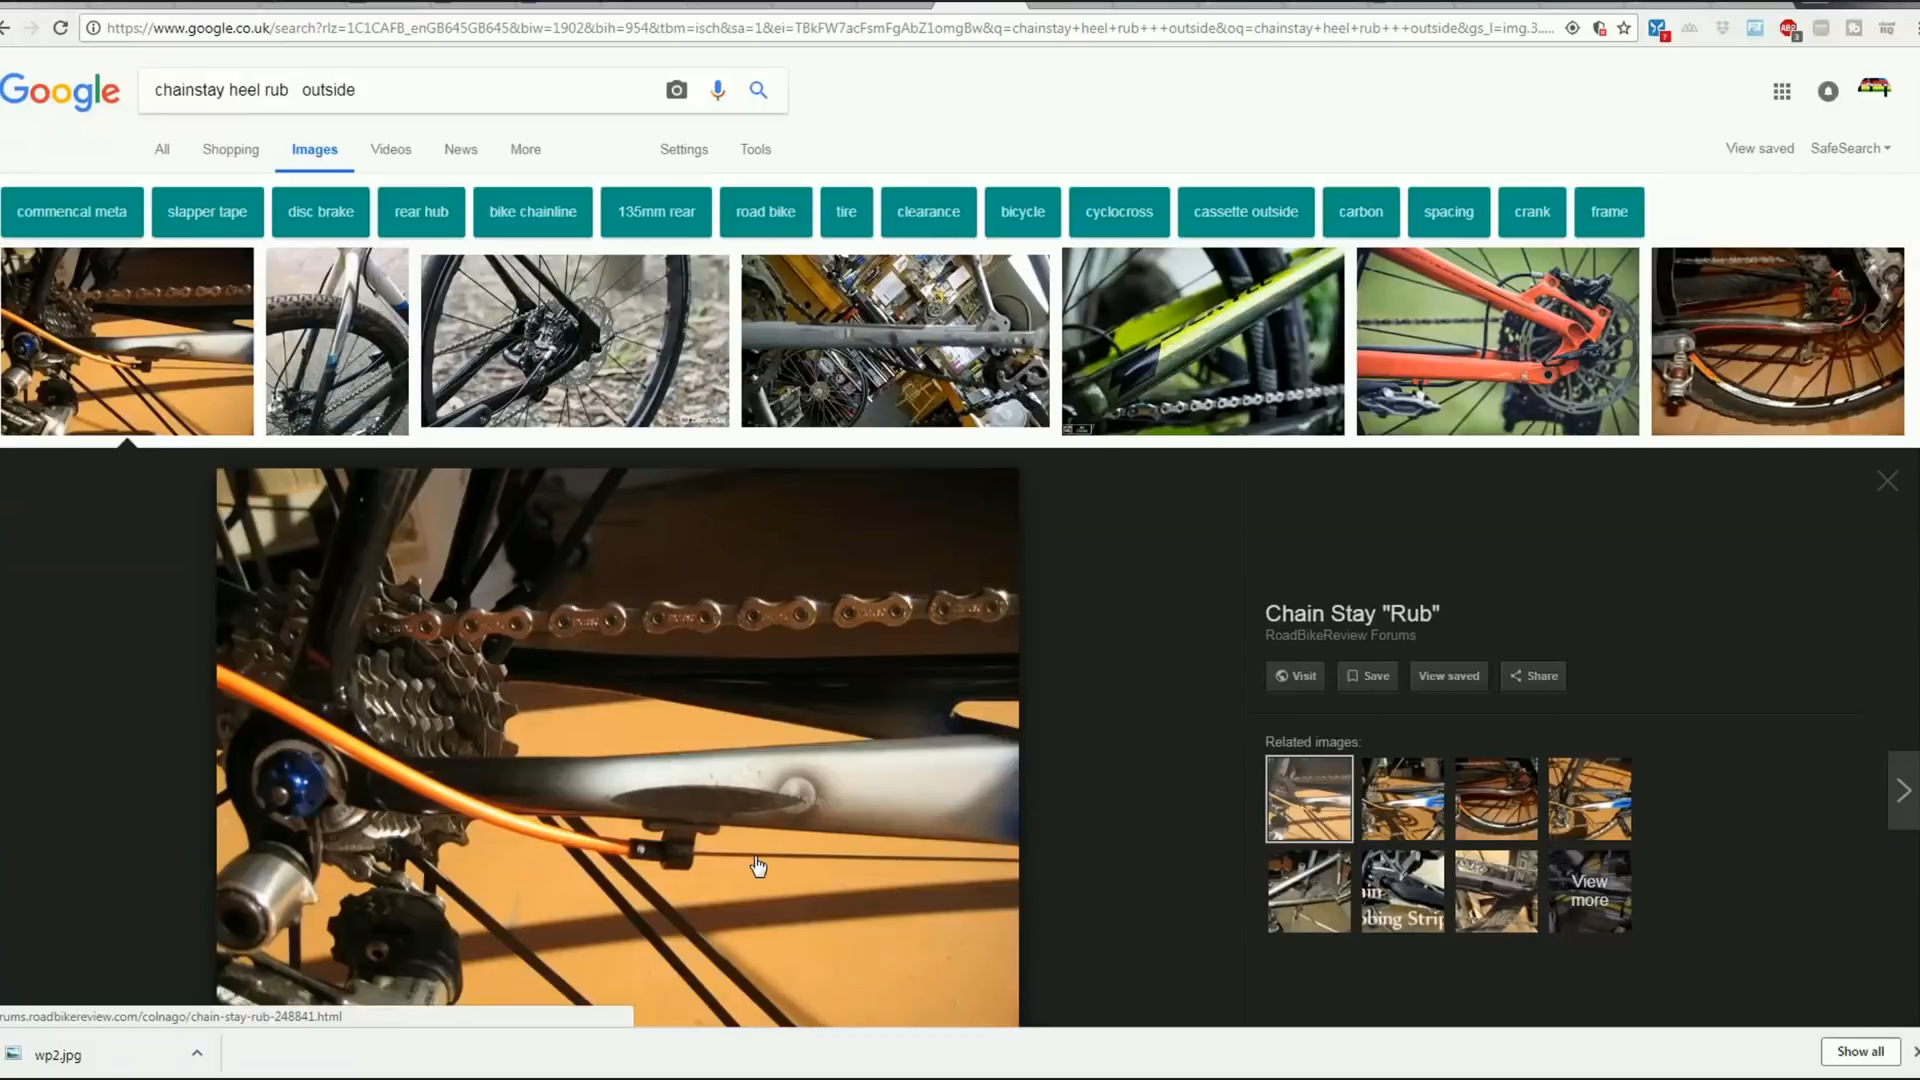 https://www.google.co.uk/search?rlz=1C1CAFB_enGB645GB645&biw=1902&bih=954&tbm=isch&sa=1&ei=TBkFW7acFsmFgAbZ1omgBw&q=chainstay+heel+rub+++outside&oq=chainstay+heel+rub+++outside&gs_l=img.3.....
Google
chainstay heel rub   outside
All Shopping Images Videos News More Settings Tools
View saved SafeSearch
commencal meta slapper tape disc brake rear hub bike chainline 135mm rear road bike tire clearance bicycle cyclocross cassette outside carbon spacing crank frame
Chain Stay "Rub"
RoadBikeReview Forums
Visit Save View saved Share
Related images:
bbing Strip
View
more
rums.roadbikereview.com/colnago/chain-stay-rub-248841.html
wp2.jpg
Show all